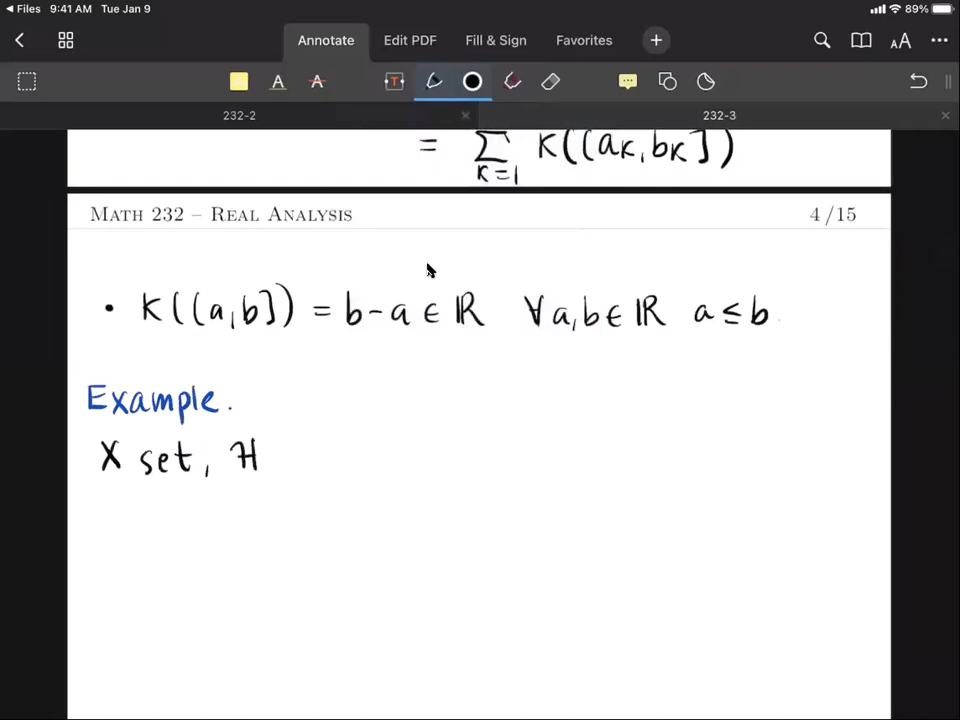 Files 9:41 AM Tue Jan 9 89%
Annotate Edit PDF Fill & Sign Favorites
232-2 232-3
= ∑_{K=1} K((a_K, b_K])
MATH 232 – REAL ANALYSIS 4/15
• K((a,b]) = b-a ∈ ℝ ∀a,b ∈ ℝ a ≤ b
Example.
X set, ℋ